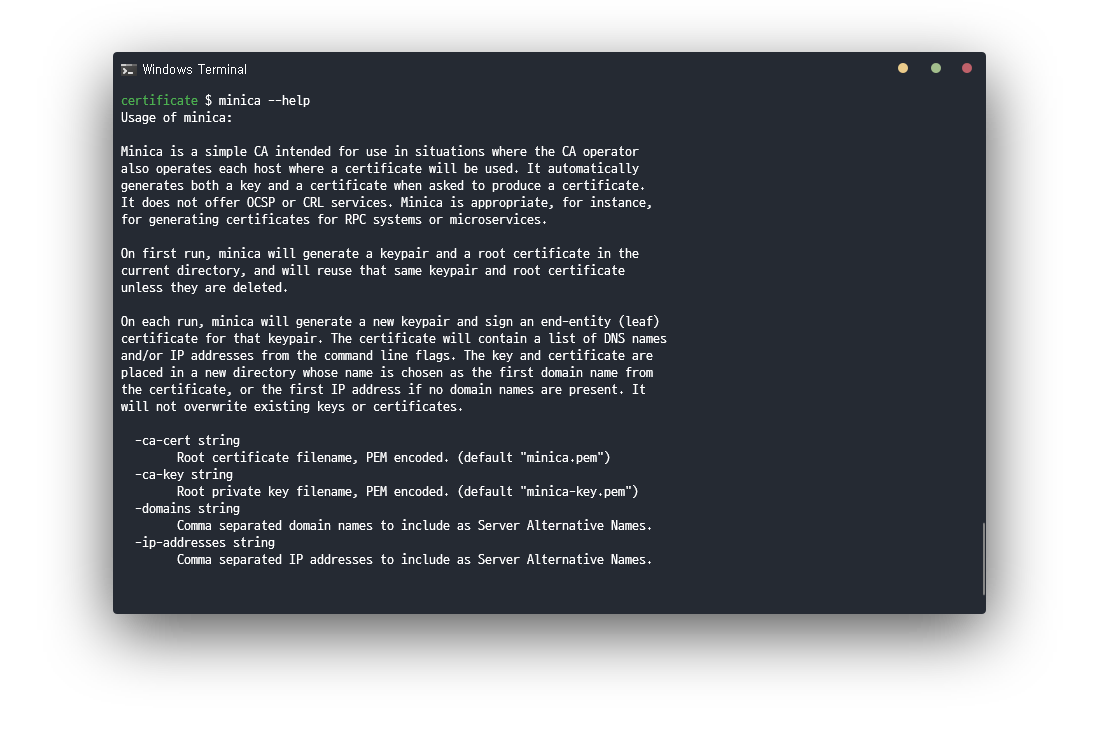 Windows Terminal
certificate $ minica --help
Usage of minica:
Minica is a simple CA intended for use in situations where the CA operator
also operates each host where a certificate will be used. It automatically
generates both a key and a certificate when asked to produce a certificate.
It does not offer OCSP or CRL services. Minica is appropriate, for instance,
for generating certificates for RPC systems or microservices.
On first run, minica will generate a keypair and a root certificate in the
current directory, and will reuse that same keypair and root certificate
unless they are deleted.
On each run, minica will generate a new keypair and sign an end-entity (leaf)
certificate for that keypair. The certificate will contain a list of DNS names
and/or IP addresses from the command line flags. The key and certificate are
placed in a new directory whose name is chosen as the first domain name from
the certificate, or the first IP address if no domain names are present. It
will not overwrite existing keys or certificates.
-ca-cert string
Root certificate filename, PEM encoded. (default "minica.pem")
-ca-key string
Root private key filename, PEM encoded. (default "minica-key.pem")
-domains string
Comma separated domain names to include as Server Alternative Names.
-ip-addresses string
Comma separated IP addresses to include as Server Alternative Names.